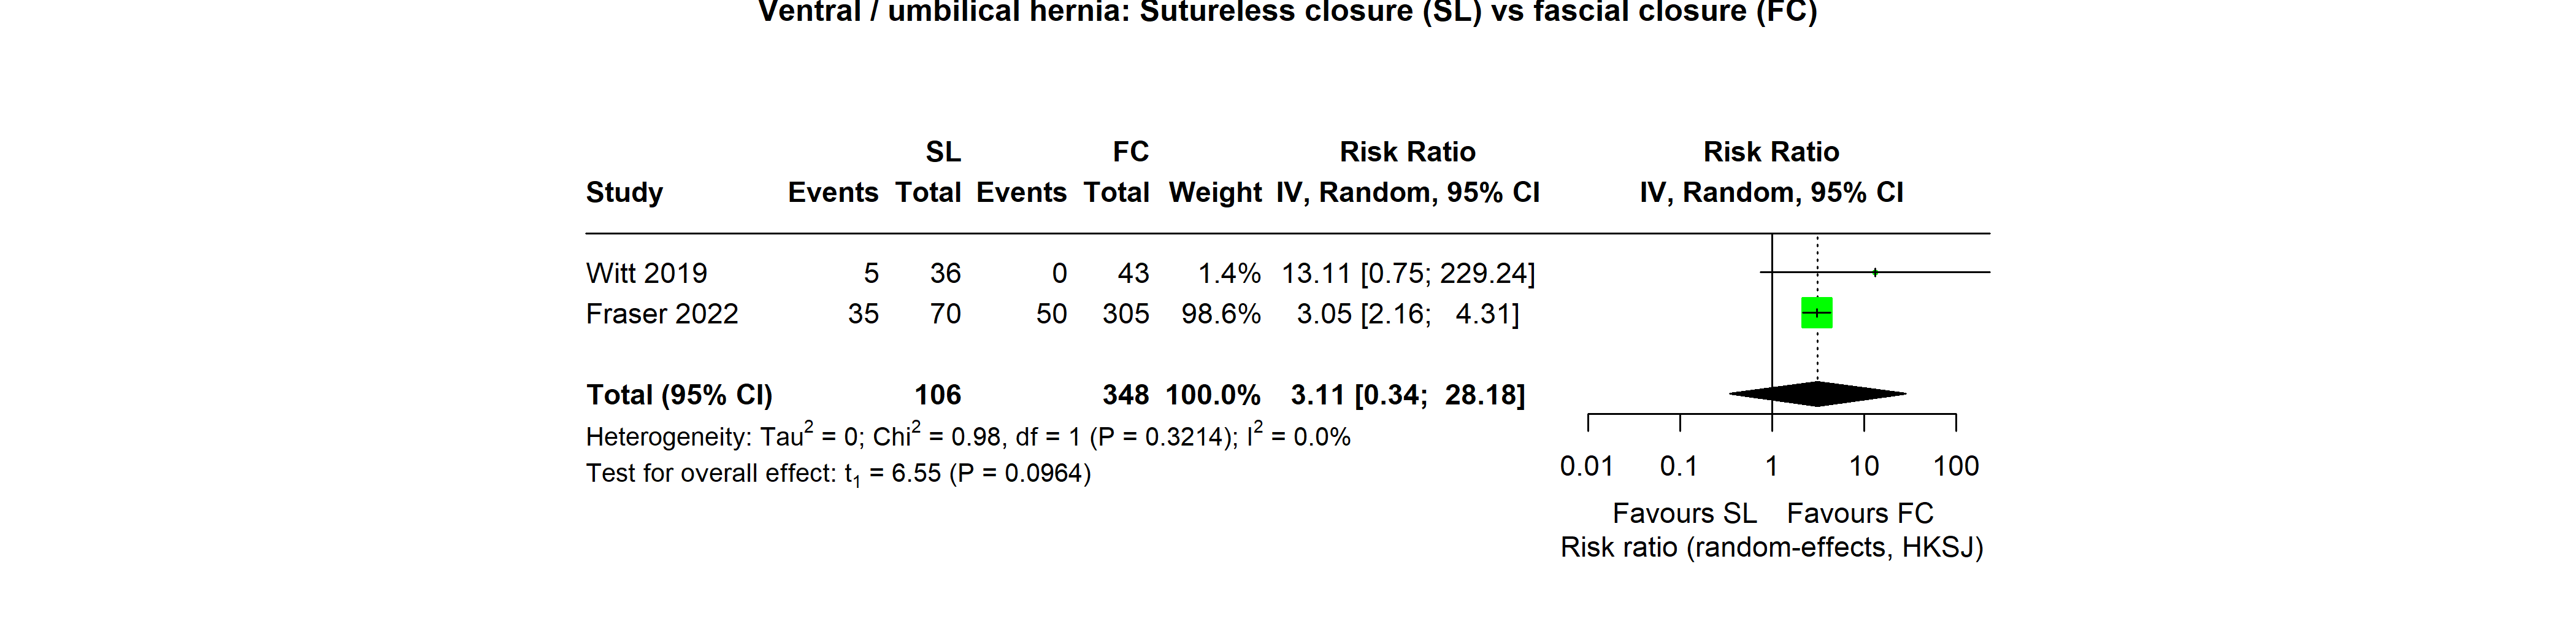 Ventral / umbilical hernia: Sutureless closure (SL) vs fascial closure (FC)
SL FC Risk Ratio Risk Ratio
Study Events Total Events Total Weight IV, Random, 95% CI IV, Random, 95% CI
Witt 2019 5 36 0 43 1.4% 13.11 [0.75; 229.24]
Fraser 2022 35 70 50 305 98.6% 3.05 [2.16; 4.31]
Total (95% CI) 106 348 100.0% 3.11 [0.34; 28.18]
Heterogeneity: Tau² = 0; Chi² = 0.98, df = 1 (P = 0.3214); I² = 0.0%
Test for overall effect: t₁ = 6.55 (P = 0.0964)
0.01 0.1 1 10 100
Favours SL Favours FC
Risk ratio (random-effects, HKSJ)